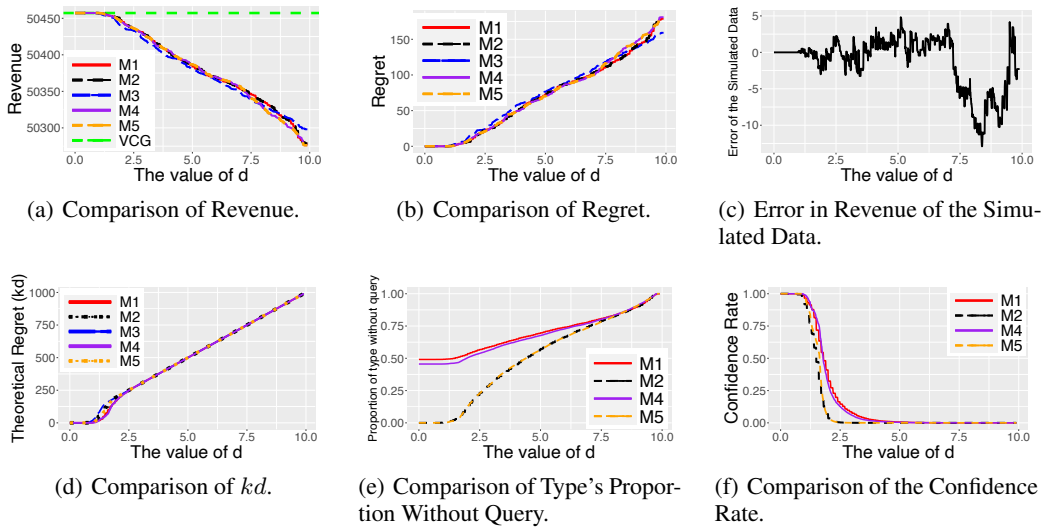 Revenue
50450
50400
50350
50300
M1
M2
M3
M4
M5
VCG
0.0 2.5 5.0 7.5 10.0
The value of d
(a) Comparison of Revenue.
Regret
150
100
50
0
M1
M2
M3
M4
M5
0.0 2.5 5.0 7.5 10.0
The value of d
(b) Comparison of Regret.
Error of the Simulated Data
5
0
-5
-10
0.0 2.5 5.0 7.5 10.0
The value of d
(c) Error in Revenue of the Simu-
lated Data.
Theoretical Regret (kd)
1000
750
500
250
0
M1
M2
M3
M4
M5
0.0 2.5 5.0 7.5 10.0
The value of d
(d) Comparison of kd.
Proportion of type without query
1.00
0.75
0.50
0.25
0.00
M1
M2
M4
M5
0.0 2.5 5.0 7.5 10.0
The value of d
(e) Comparison of Type's Propor-
tion Without Query.
Confidence Rate
1.00
0.75
0.50
0.25
0.00
M1
M2
M4
M5
0.0 2.5 5.0 7.5 10.0
The value of d
(f) Comparison of the Confidence
Rate.